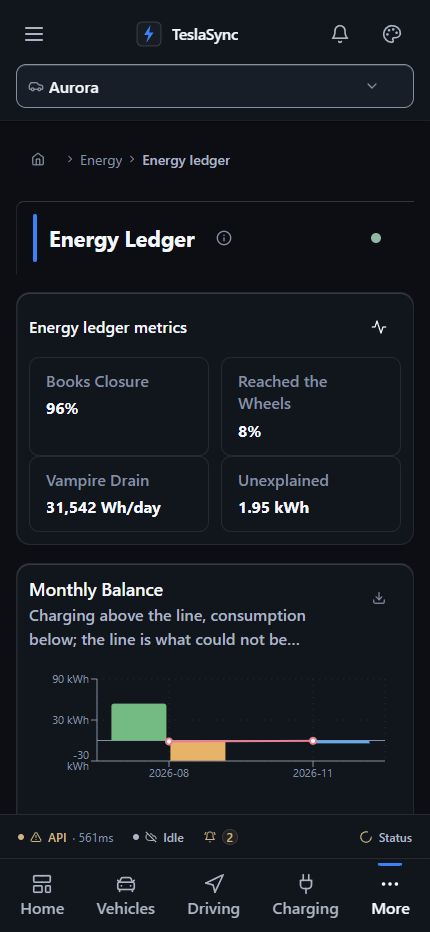 TeslaSync
Aurora
Energy
Energy ledger
Energy Ledger
Energy ledger metrics
Books Closure
96%
Reached the
Wheels
8%
Vampire Drain
31,542 Wh/day
Unexplained
1.95 kWh
Monthly Balance
Charging above the line, consumption
below; the line is what could not be...
90 kWh
30 kWh
-30
kWh
2026-08
2026-11
API · 561ms
Idle
2
Status
Home
Vehicles
Driving
Charging
More